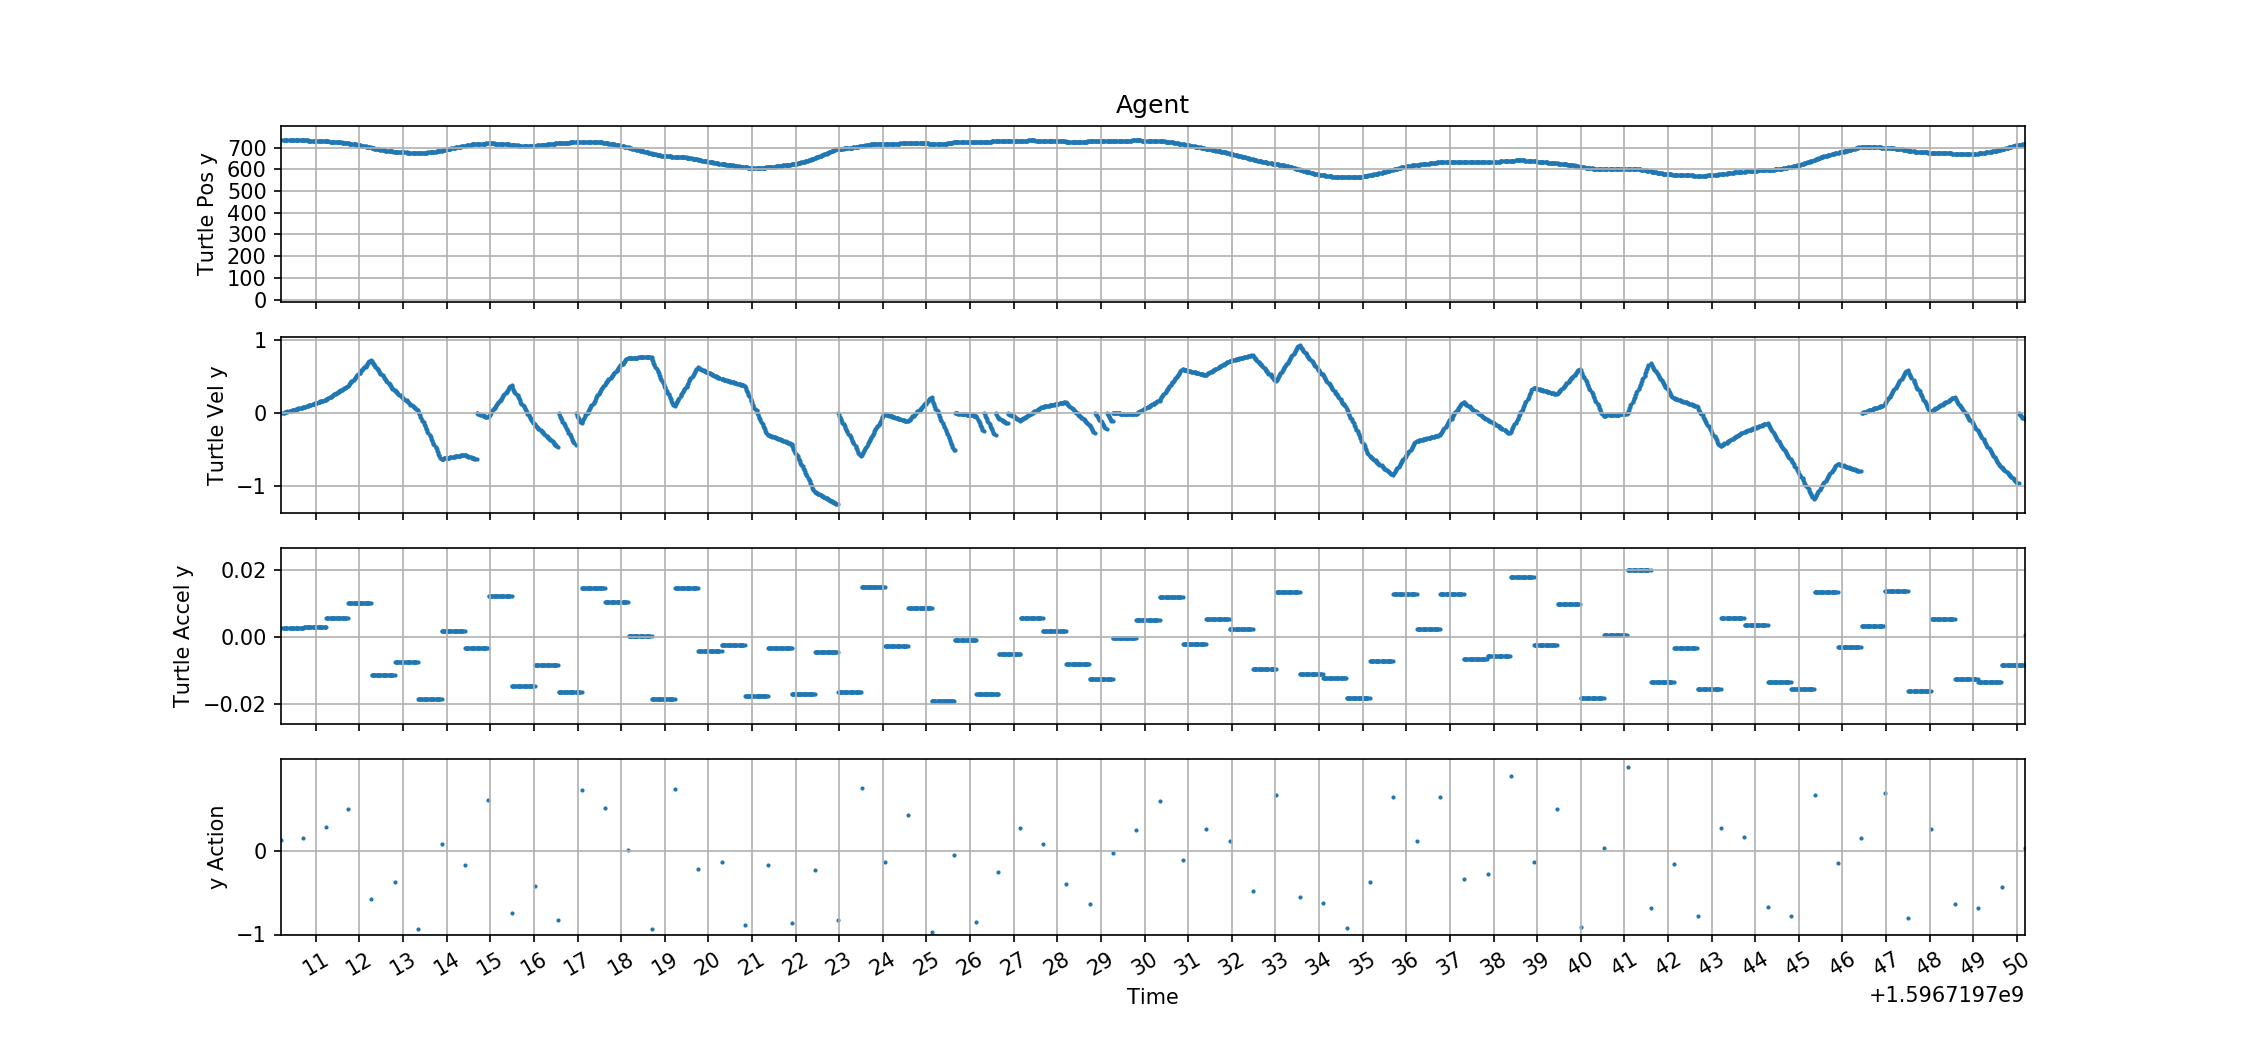 Agent
Turtle Pos y
700
600
500
400
300
200
100
0
Turtle Vel y
1
0
−1
Turtle Accel y
0.02
0.00
−0.02
y Action
0
−1
11 12 13 14 15 16 17 18 19 20 21 22 23 24 25 26 27 28 29 30 31 32 33 34 35 36 37 38 39 40 41 42 43 44 45 46 47 48 49 50
Time
+1.5967197e9